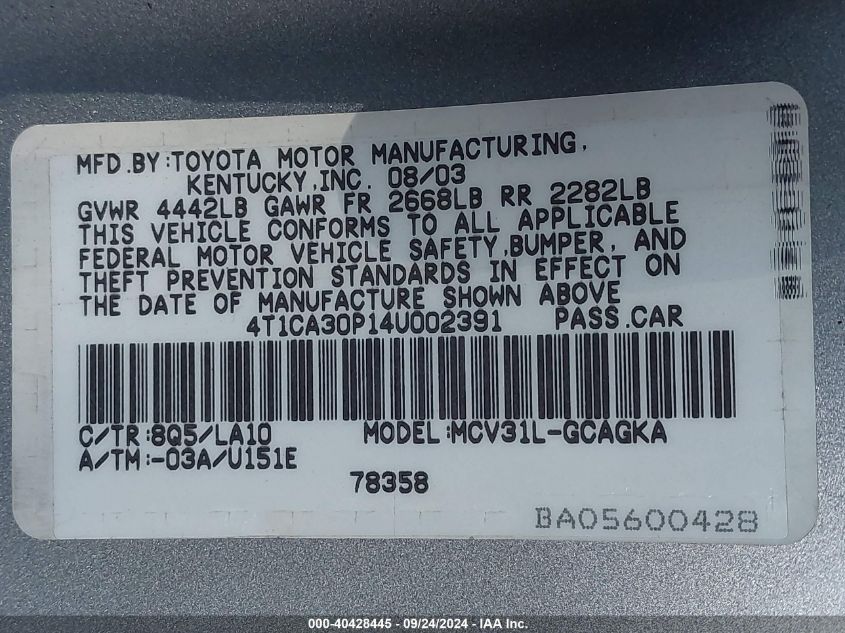 MFD.BY:TOYOTA MOTOR MANUFACTURING,
KENTUCKY,INC. 08/03
GVWR 4442LB GAWR FR 2668LB RR 2282LB
THIS VEHICLE CONFORMS TO ALL APPLICABLE
FEDERAL MOTOR VEHICLE SAFETY,BUMPER, AND
THEFT PREVENTION STANDARDS IN EFFECT ON
THE DATE OF MANUFACTURE SHOWN ABOVE
4T1CA30P14U002391 PASS.CAR
C/TR:8Q5/LA10 MODEL:MCV31L-GCAGKA
A/TM:-03A/U151E
78358
BA05600428
000-40428445 - 09/24/2024 - IAA Inc.